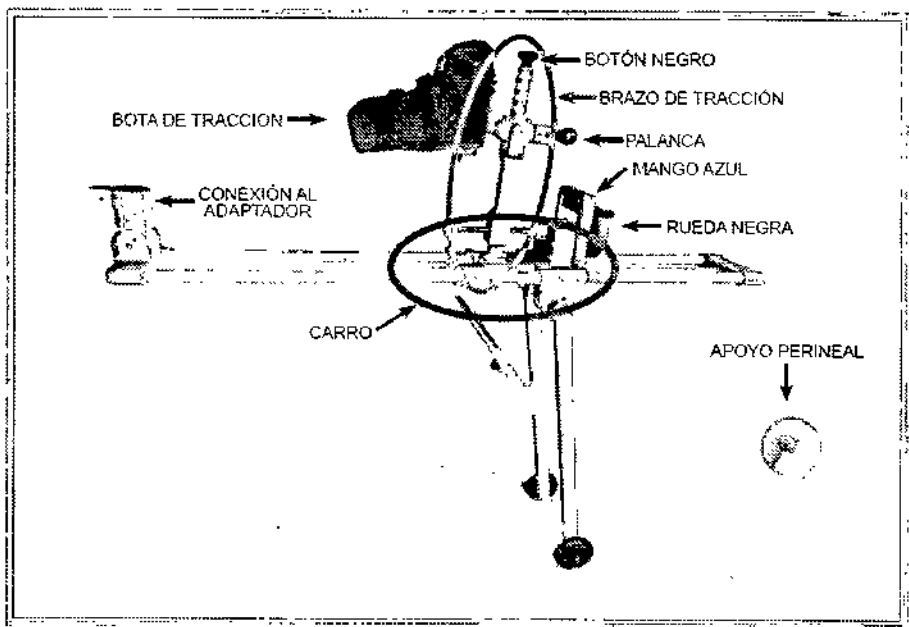 BOTÓN NEGRO
BRAZO DE TRACCIÓN
BOTA DE TRACCION
PALANCA
MANGO AZUL
CONEXIÓN AL
ADAPTADOR
RUEDA NEGRA
CARRO
APOYO PERINEAL